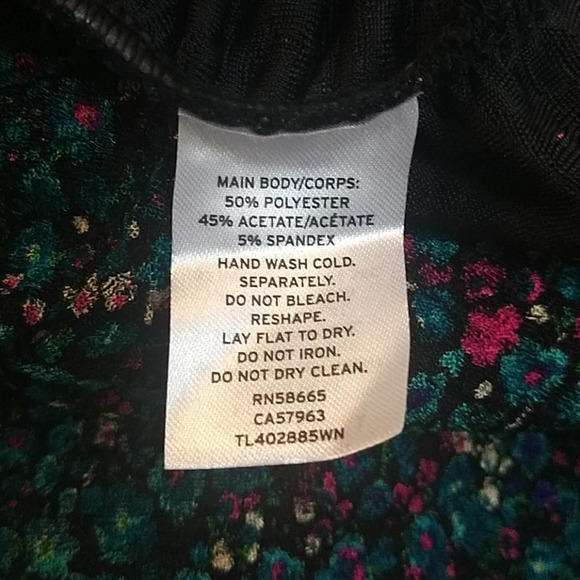 MAIN BODY/CORPS:
50% POLYESTER
45% ACETATE/ACÉTATE
5% SPANDEX
HAND WASH COLD.
SEPARATELY.
DO NOT BLEACH.
RESHAPE.
LAY FLAT TO DRY.
DO NOT IRON.
DO NOT DRY CLEAN.
RN58665
CA57963
TL402885WN